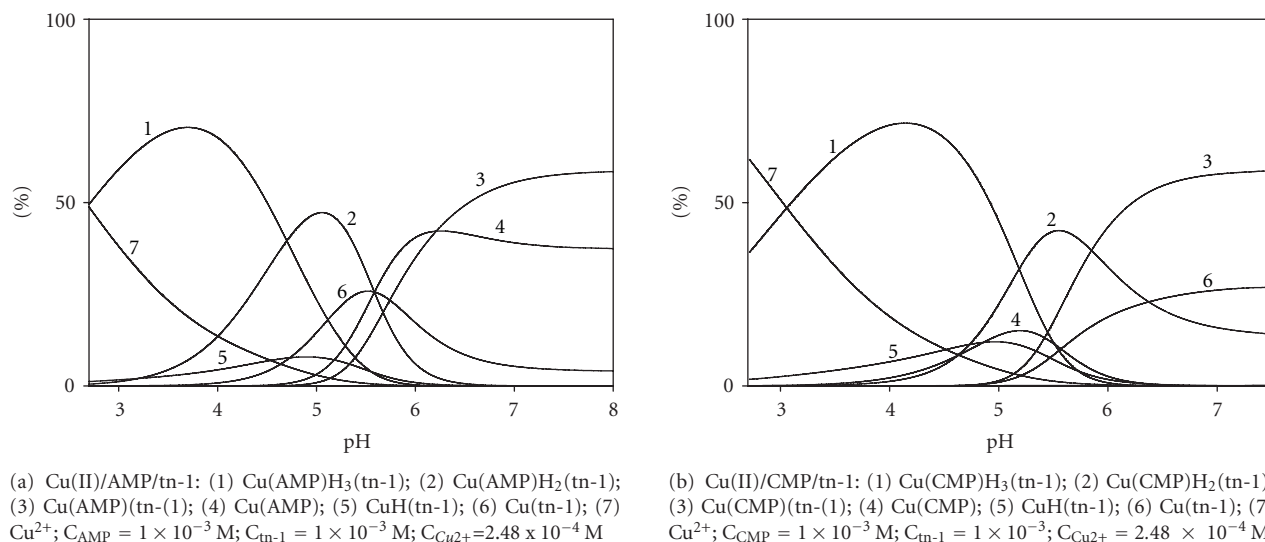 100
50
0
(%)
1
7
5
2
6
3
4
3 4 5 6 7 8
pH
(a) Cu(II)/AMP/tn-1: (1) Cu(AMP)H₃(tn-1); (2) Cu(AMP)H₂(tn-1);
(3) Cu(AMP)(tn-(1); (4) Cu(AMP); (5) CuH(tn-1); (6) Cu(tn-1); (7)
Cu²⁺; C_AMP = 1 × 10⁻³ M; C_tn-1 = 1 × 10⁻³ M; C_Cu2+=2.48 x 10⁻⁴ M
100
50
0
(%)
7
1
5
4
2
3
6
3 4 5 6 7
pH
(b) Cu(II)/CMP/tn-1: (1) Cu(CMP)H₃(tn-1); (2) Cu(CMP)H₂(tn-1)
(3) Cu(CMP)(tn-(1); (4) Cu(CMP); (5) CuH(tn-1); (6) Cu(tn-1); (7
Cu²⁺; C_CMP = 1 × 10⁻³ M; C_tn-1 = 1 × 10⁻³; C_Cu2+ = 2.48 × 10⁻⁴ M